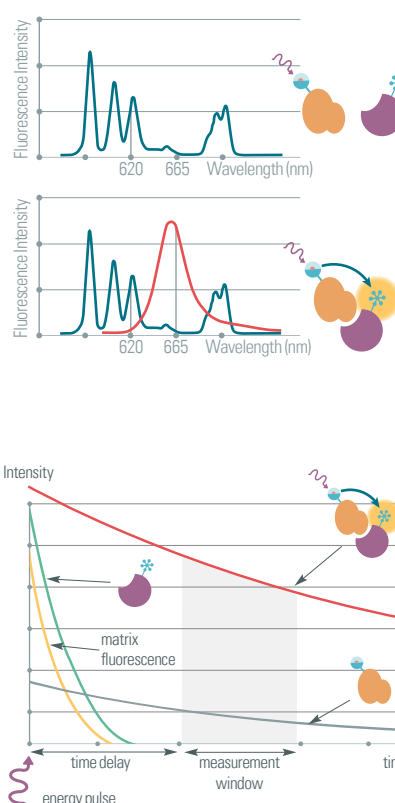 Fluorescence Intensity
620 665 Wavelength (nm)
Fluorescence Intensity
620 665 Wavelength (nm)
Intensity
matrix
fluorescence
time delay
measurement
window
energy pulse